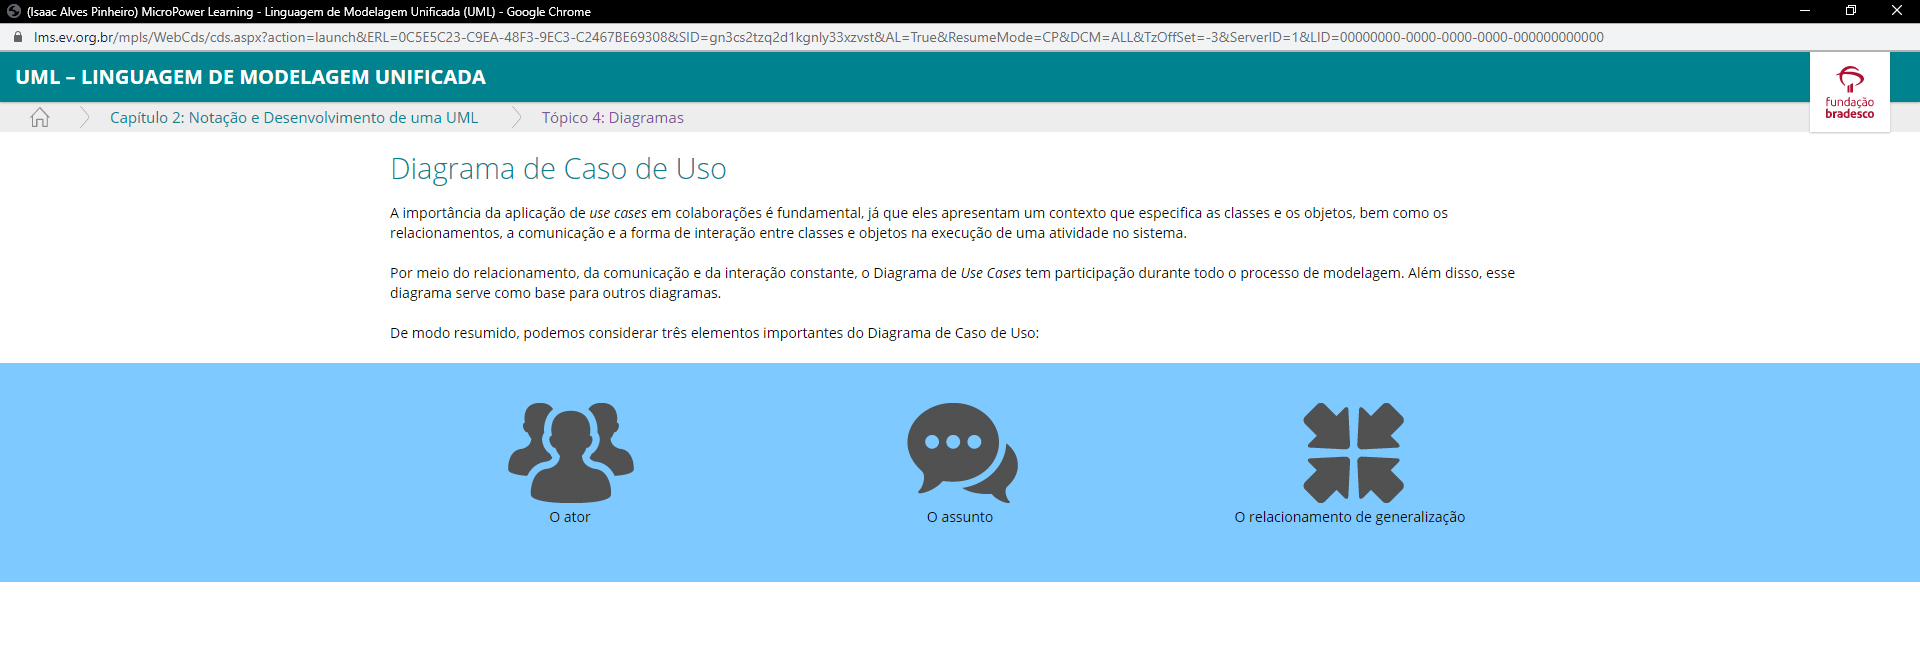 (Isaac Alves Pinheiro) MicroPower Learning - Linguagem de Modelagem Unificada (UML) - Google Chrome
lms.ev.org.br/mpls/WebCds/cds.aspx?action=launch&ERL=0C5E5C23-C9EA-48F3-9EC3-C2467BE69308&SID=gn3cs2tzq2d1kgnly33xzvst&AL=True&ResumeMode=CP&DCM=ALL&TzOffSet=-3&ServerID=1&LID=00000000-0000-0000-0000-000000000000
UML – LINGUAGEM DE MODELAGEM UNIFICADA
fundação
bradesco
Capítulo 2: Notação e Desenvolvimento de uma UML
Tópico 4: Diagramas
Diagrama de Caso de Uso
A importância da aplicação de use cases em colaborações é fundamental, já que eles apresentam um contexto que especifica as classes e os objetos, bem como os
relacionamentos, a comunicação e a forma de interação entre classes e objetos na execução de uma atividade no sistema.
Por meio do relacionamento, da comunicação e da interação constante, o Diagrama de Use Cases tem participação durante todo o processo de modelagem. Além disso, esse
diagrama serve como base para outros diagramas.
De modo resumido, podemos considerar três elementos importantes do Diagrama de Caso de Uso:
O ator
O assunto
O relacionamento de generalização